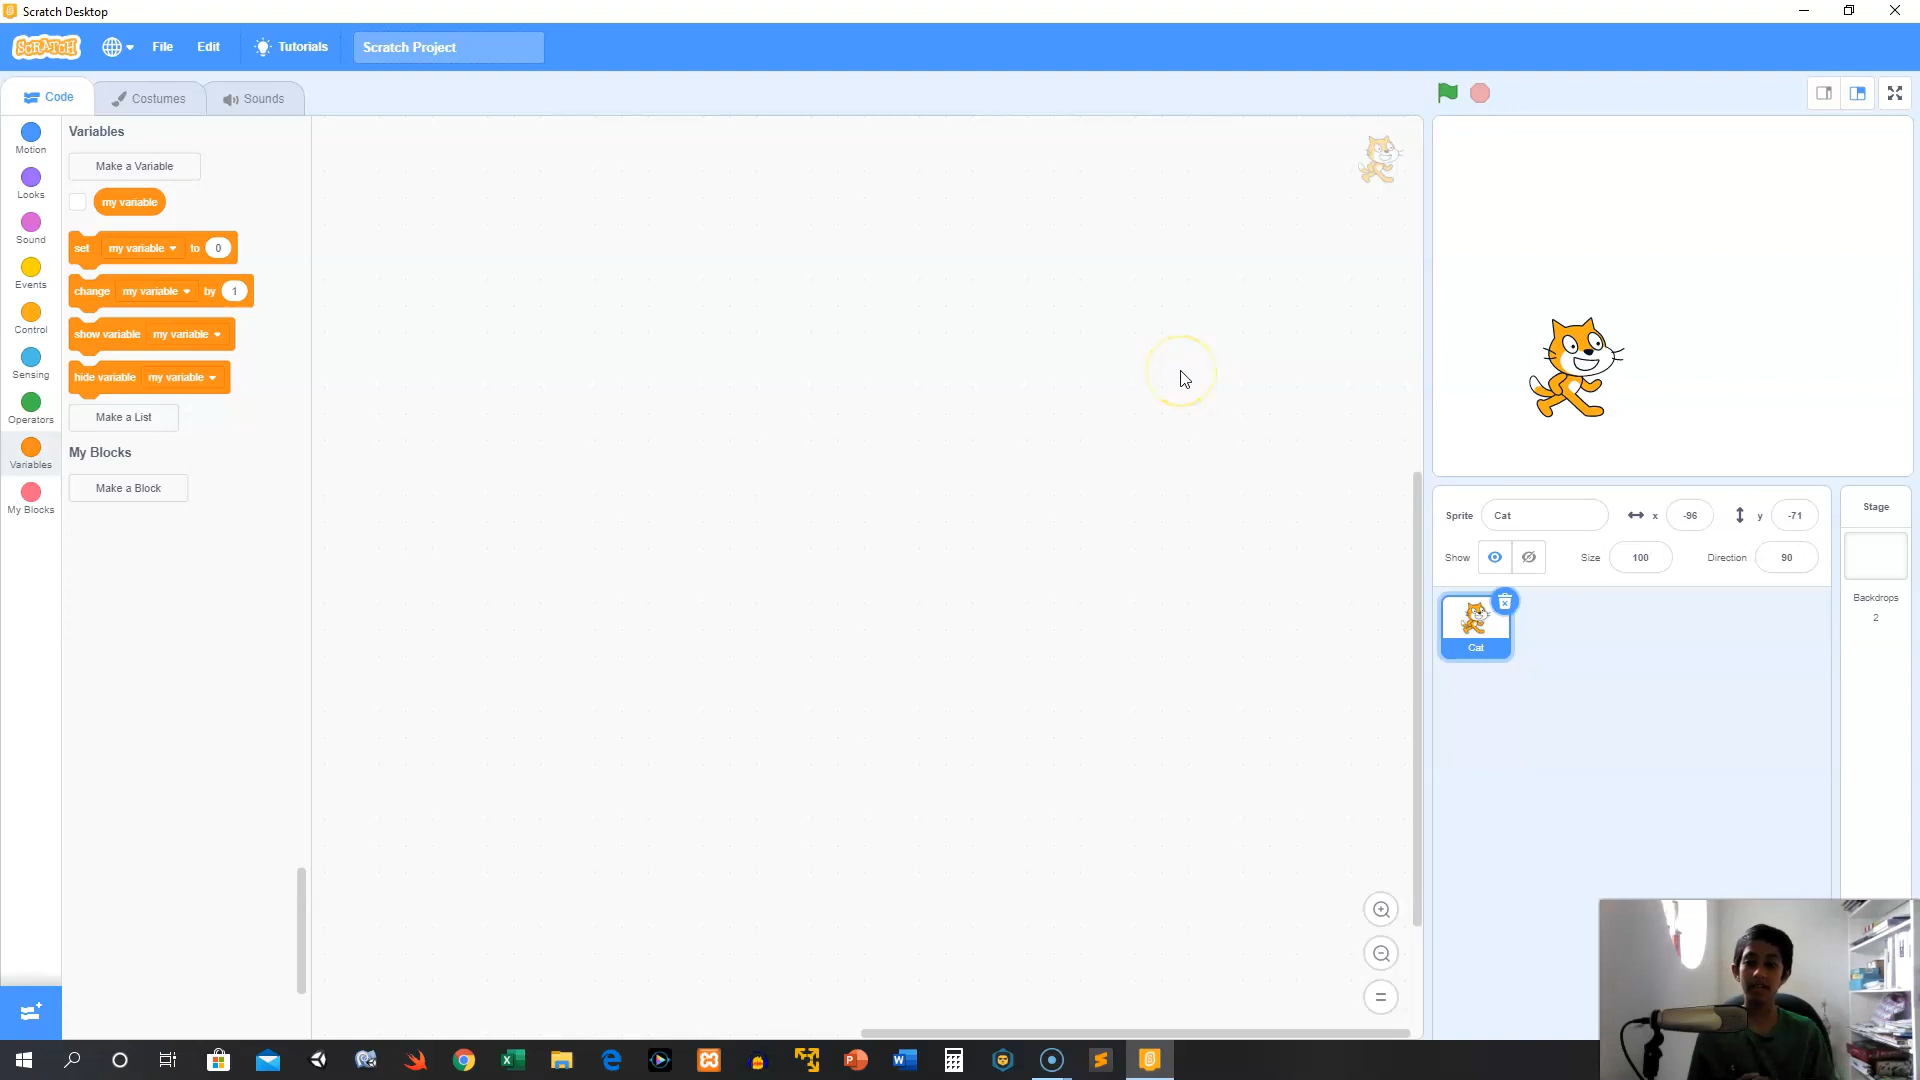 Scratch Desktop
SCRATCH
File
Edit
Tutorials
Scratch Project
Code
Costumes
Sounds
Motion
Looks
Sound
Events
Control
Sensing
Operators
Variables
My Blocks
Variables
Make a Variable
my variable
set my variable to 0
change my variable by 1
show variable my variable
hide variable my variable
Make a List
My Blocks
Make a Block
Sprite Cat x -96 y -71
Show Size 100 Direction 90
Cat
Stage
Backdrops
2